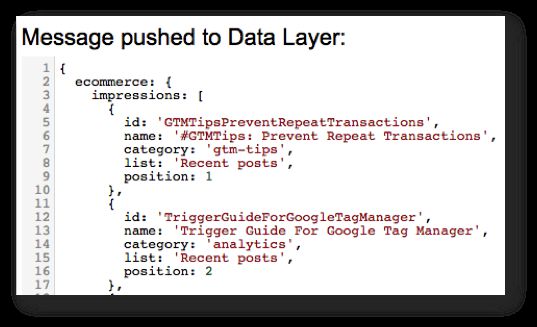 Message pushed to Data Layer:
1 {
2   ecommerce: {
3     impressions: [
4       {
5         id: 'GTMTipsPreventRepeatTransactions',
6         name: '#GTMTips: Prevent Repeat Transactions',
7         category: 'gtm-tips',
8         list: 'Recent posts',
9         position: 1
10       },
11       {
12         id: 'TriggerGuideForGoogleTagManager',
13         name: 'Trigger Guide For Google Tag Manager',
14         category: 'analytics',
15         list: 'Recent posts',
16         position: 2
17       },